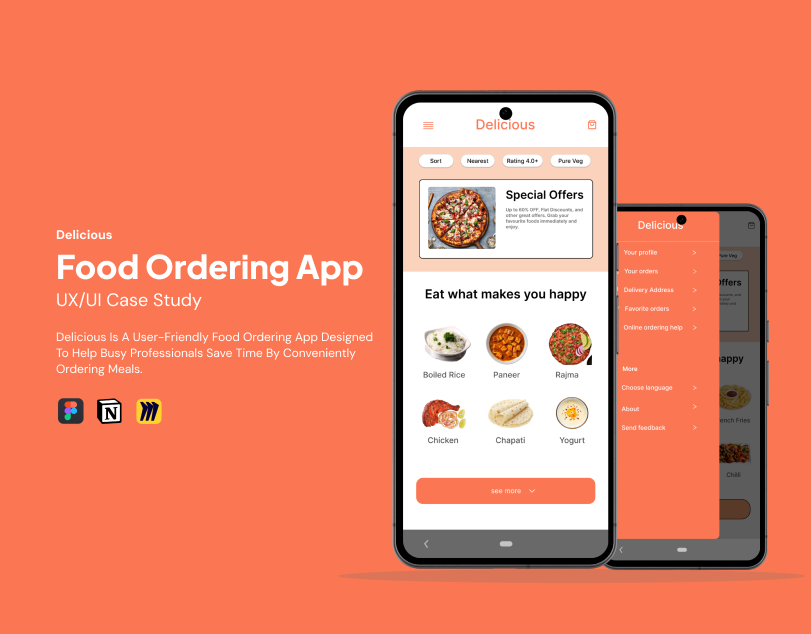 Delicious
Food Ordering App
UX/UI Case Study
Delicious Is A User-Friendly Food Ordering App Designed
To Help Busy Professionals Save Time By Conveniently
Ordering Meals.
N
Delicious
Sort
Nearest
Rating 4.0+
Pure Veg
Special Offers
Up to 60% OFF, Flat Discounts, and
other great offers. Grab your
favourite foods immediately and
enjoy.
Eat what makes you happy
Boiled Rice
Paneer
Rajma
Chicken
Chapati
Yogurt
see more
Delicious
Your profile
Your orders
Delivery Address
Favorite orders
Online ordering help
More
Choose language
About
Send feedback
Pure Veg
Offers
happy
ench Fries
Chilli